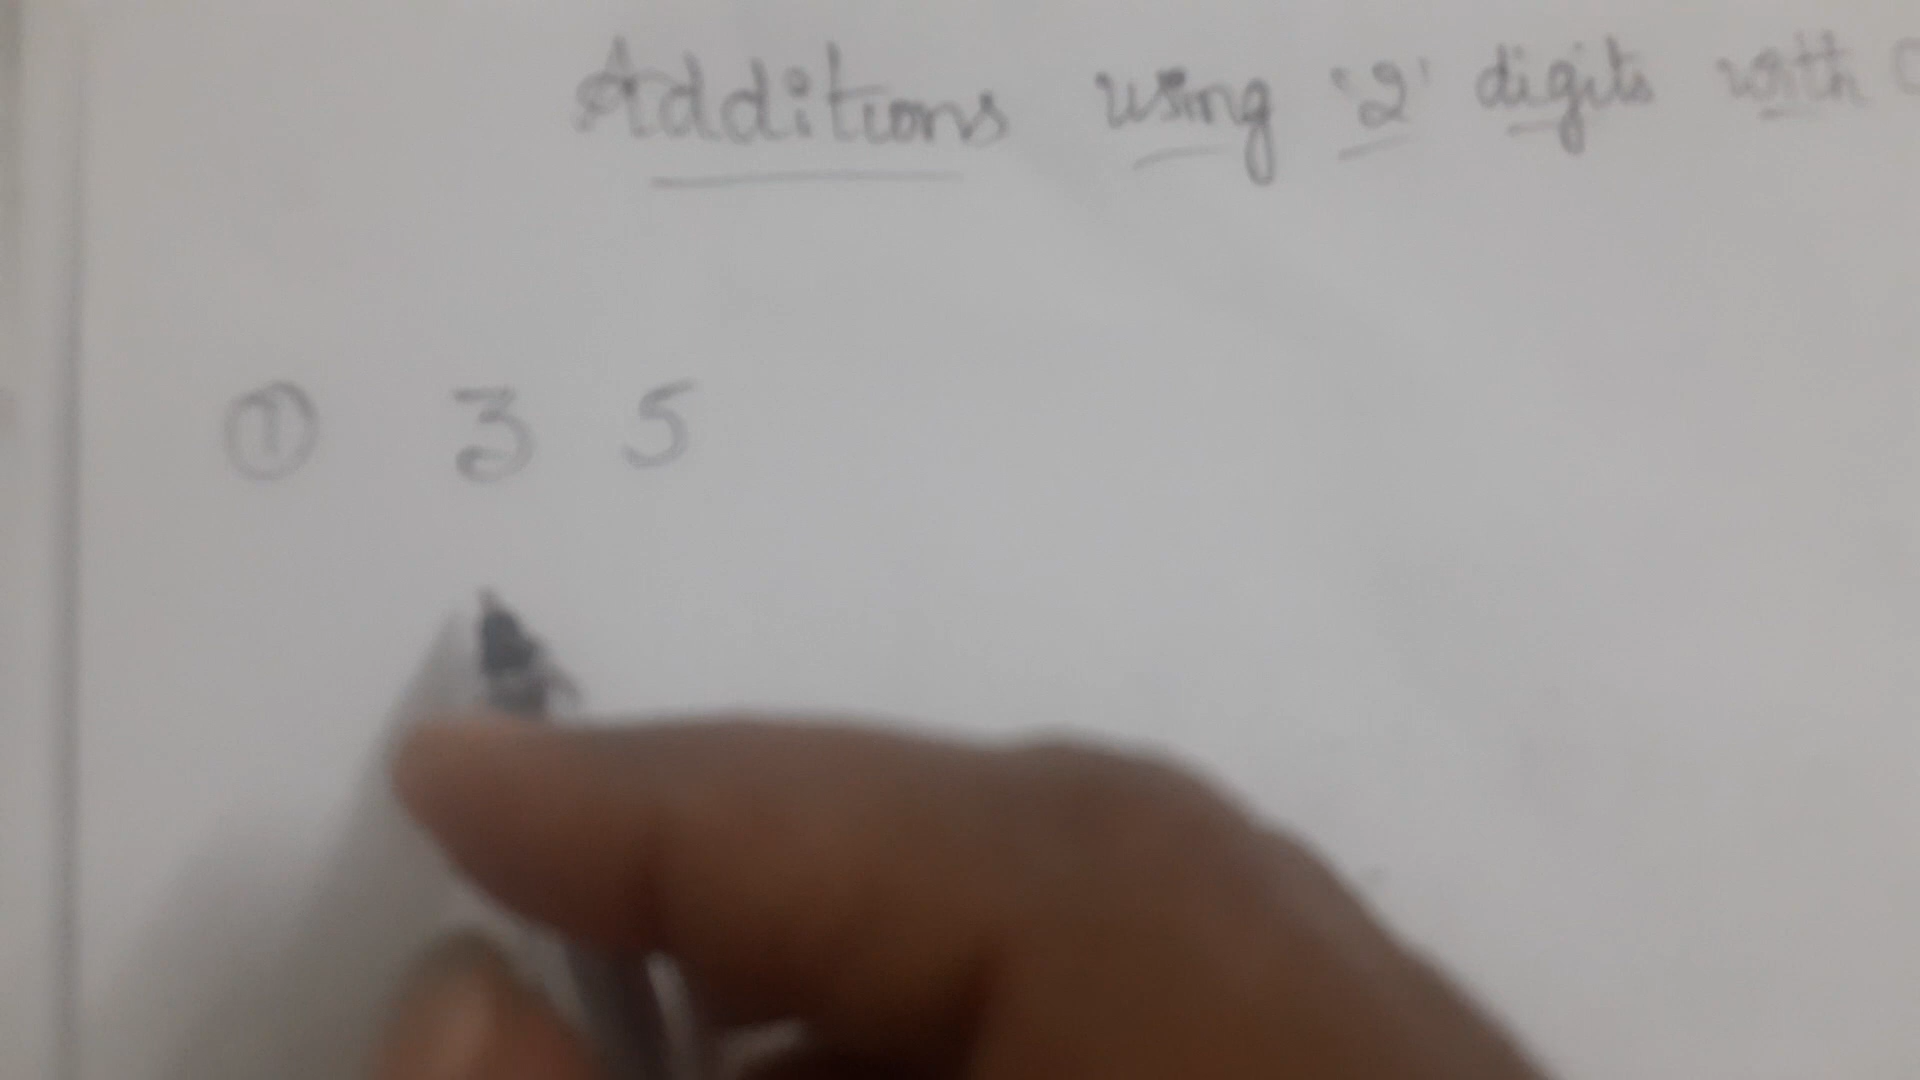 Additions using '2' digits with
① 3 5